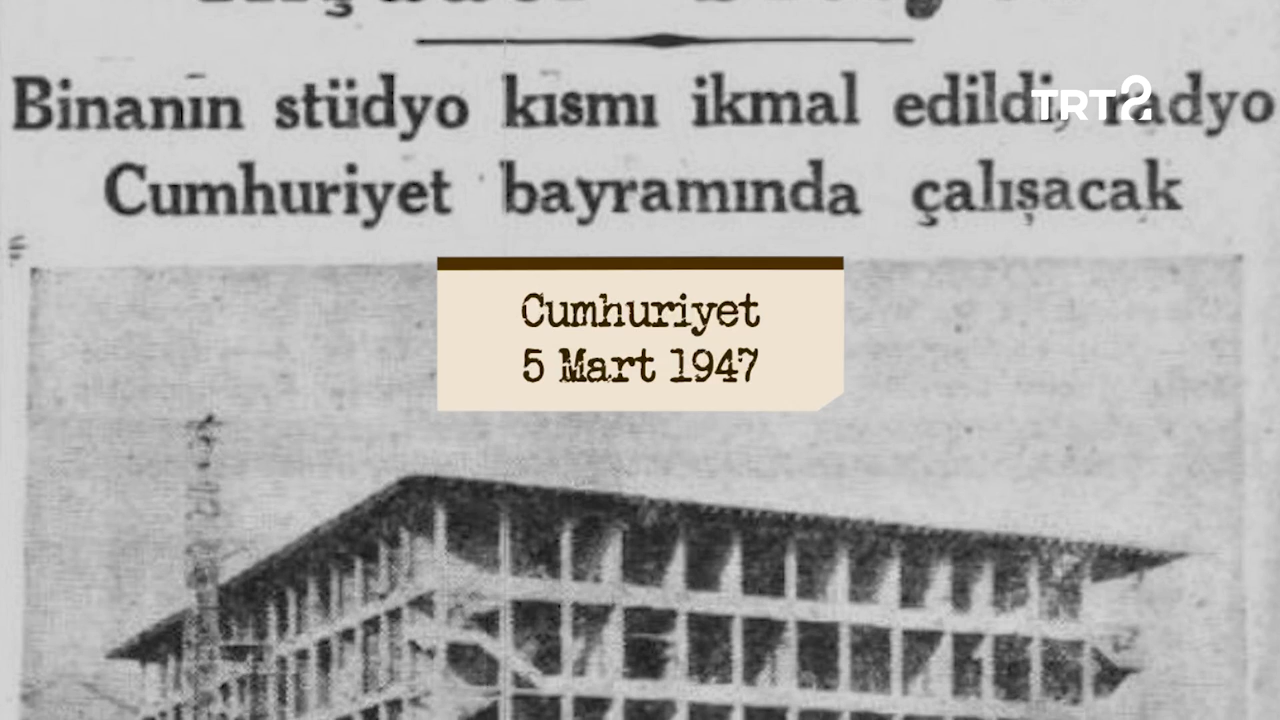 Binanın stüdyo kısmı ikmal edildi, radyo
Cumhuriyet bayramında çalışacak
TRT2
Cumhuriyet
5 Mart 1947